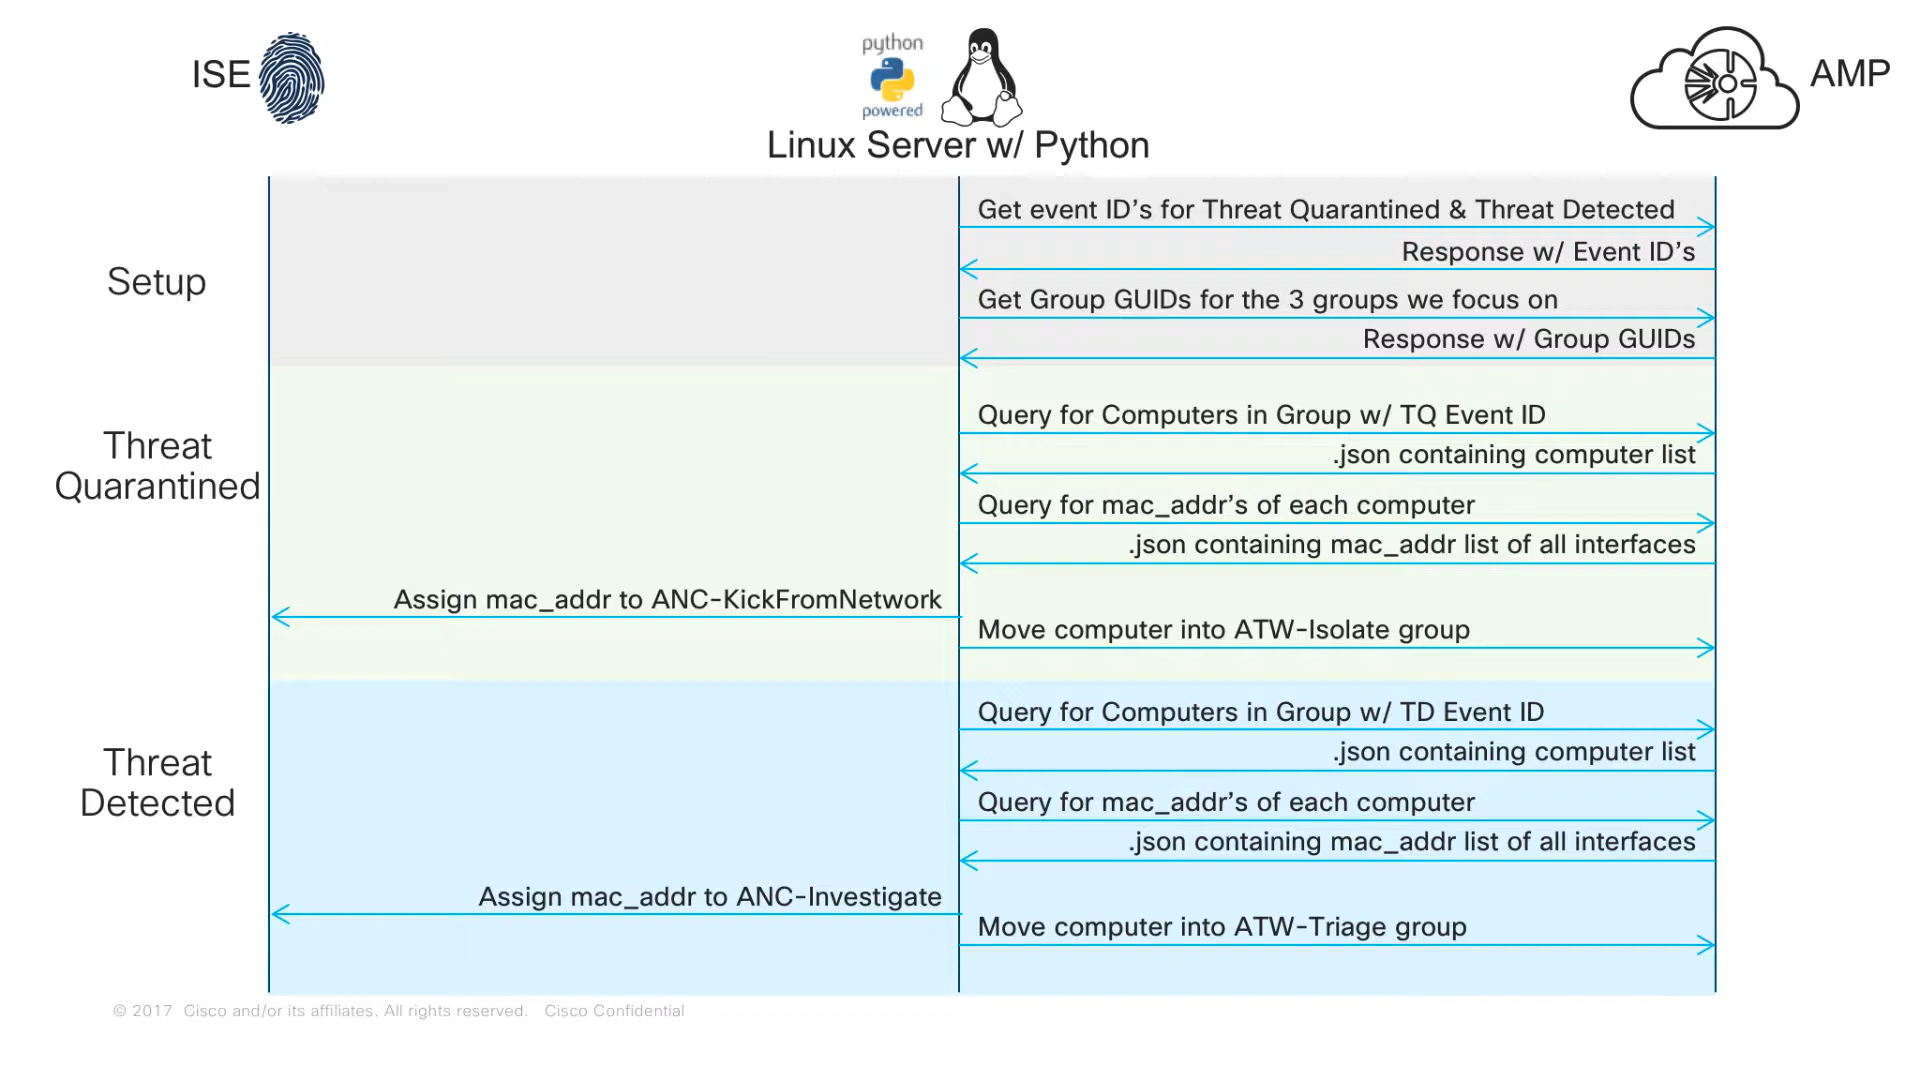 ISE
python
powered
Linux Server w/ Python
AMP
Setup
Get event ID’s for Threat Quarantined & Threat Detected
Response w/ Event ID’s
Get Group GUIDs for the 3 groups we focus on
Response w/ Group GUIDs
Threat
Quarantined
Query for Computers in Group w/ TQ Event ID
.json containing computer list
Query for mac_addr’s of each computer
.json containing mac_addr list of all interfaces
Assign mac_addr to ANC-KickFromNetwork
Move computer into ATW-Isolate group
Threat
Detected
Query for Computers in Group w/ TD Event ID
.json containing computer list
Query for mac_addr’s of each computer
.json containing mac_addr list of all interfaces
Assign mac_addr to ANC-Investigate
Move computer into ATW-Triage group
© 2017 Cisco and/or its affiliates. All rights reserved. Cisco Confidential